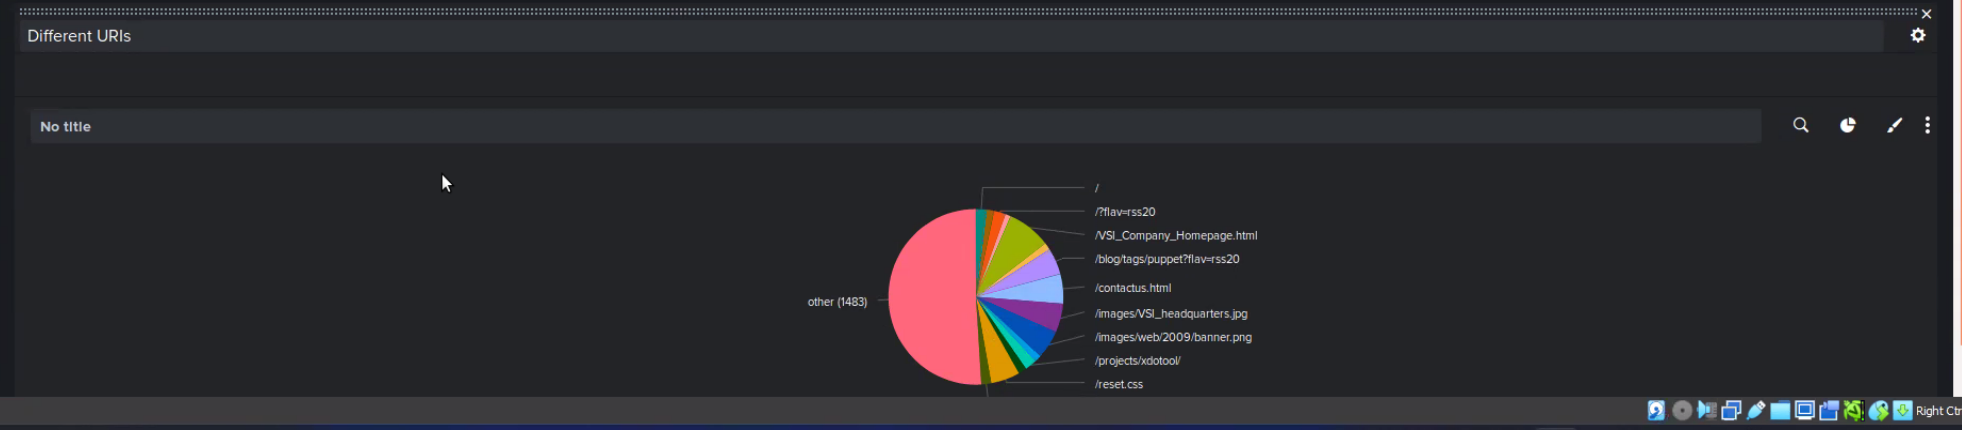 Different URIs
No title
/
/?flav=rss20
/VSI_Company_Homepage.html
/blog/tags/puppet?flav=rss20
/contactus.html
other (1483)
/images/VSI_headquarters.jpg
/images/web/2009/banner.png
/projects/xdotool/
/reset.css
Right Ctr